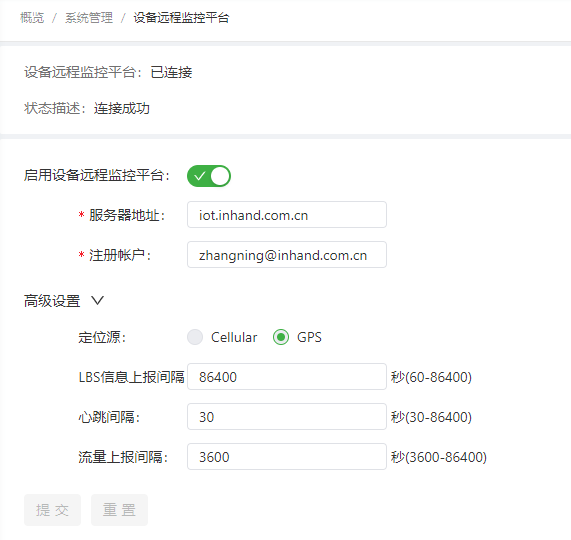 概览 / 系统管理 / 设备远程监控平台
设备远程监控平台：已连接
状态描述：连接成功
启用设备远程监控平台：
* 服务器地址： iot.inhand.com.cn
* 注册帐户： zhangning@inhand.com.cn
高级设置
定位源： Cellular GPS
LBS信息上报间隔 86400 秒(60-86400)
心跳间隔： 30 秒(30-86400)
流量上报间隔： 3600 秒(3600-86400)
提 交 重 置